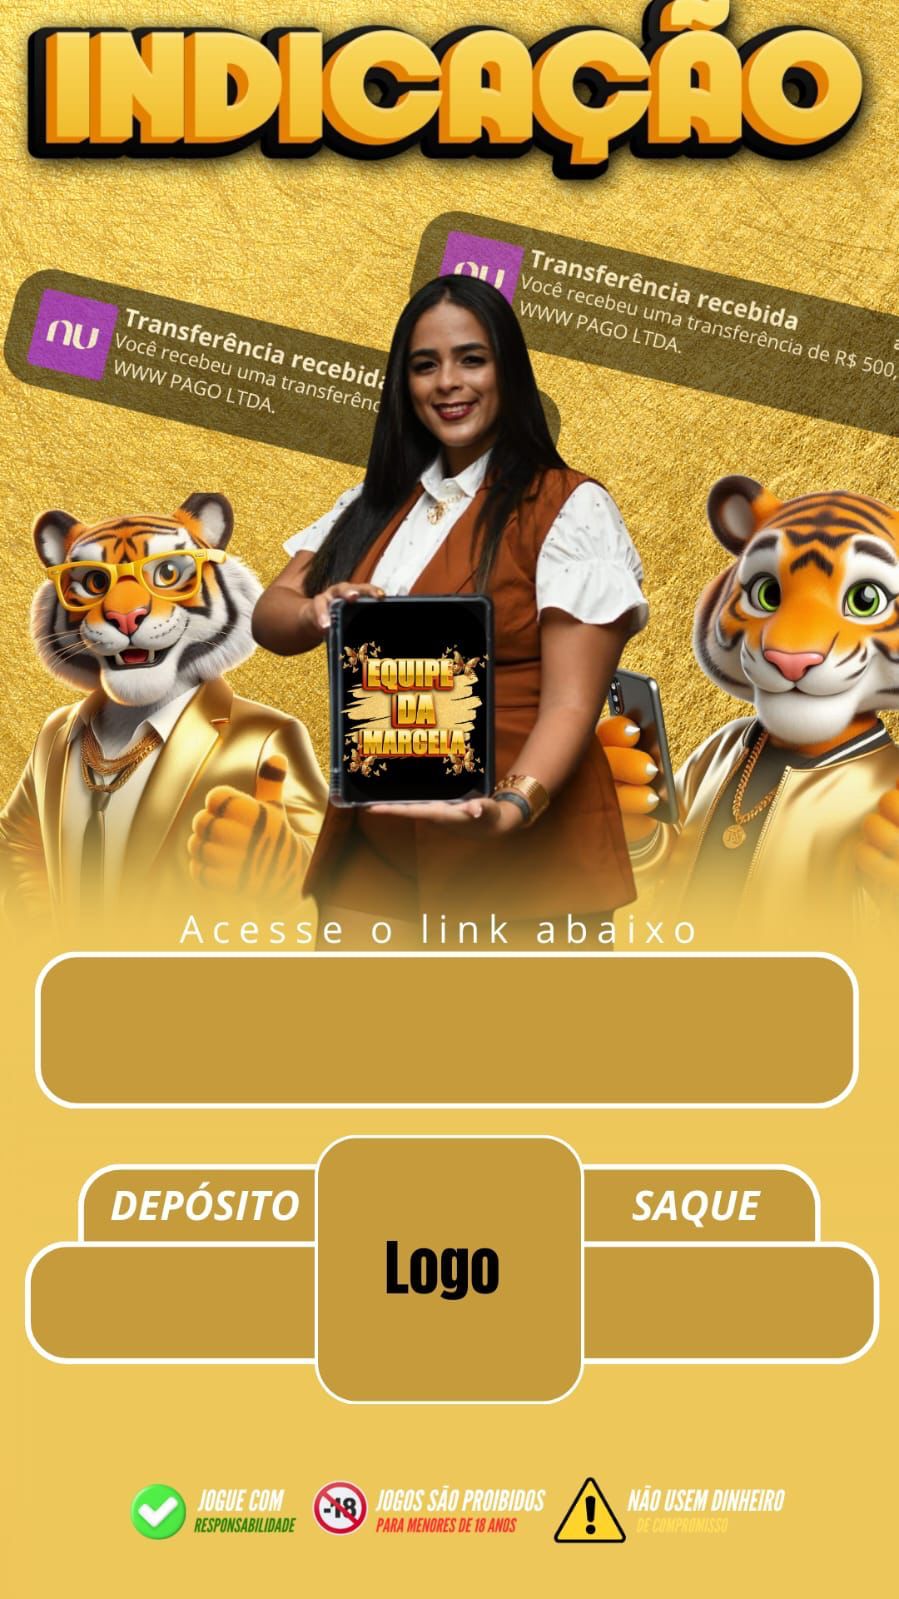 INDICAÇÃO
nu
Transferência recebida
Você recebeu uma transferência de R$ 500,
WWW PAGO LTDA.
nu
Transferência recebida
Você recebeu uma transferênc
WWW PAGO LTDA.
EQUIPE
DA
MARCELA
Acesse o link abaixo
DEPÓSITO
SAQUE
Logo
JOGUE COM
RESPONSABILIDADE
-18
JOGOS SÃO PROIBIDOS
PARA MENORES DE 18 ANOS
NÃO USEM DINHEIRO
DE COMPROMISSO